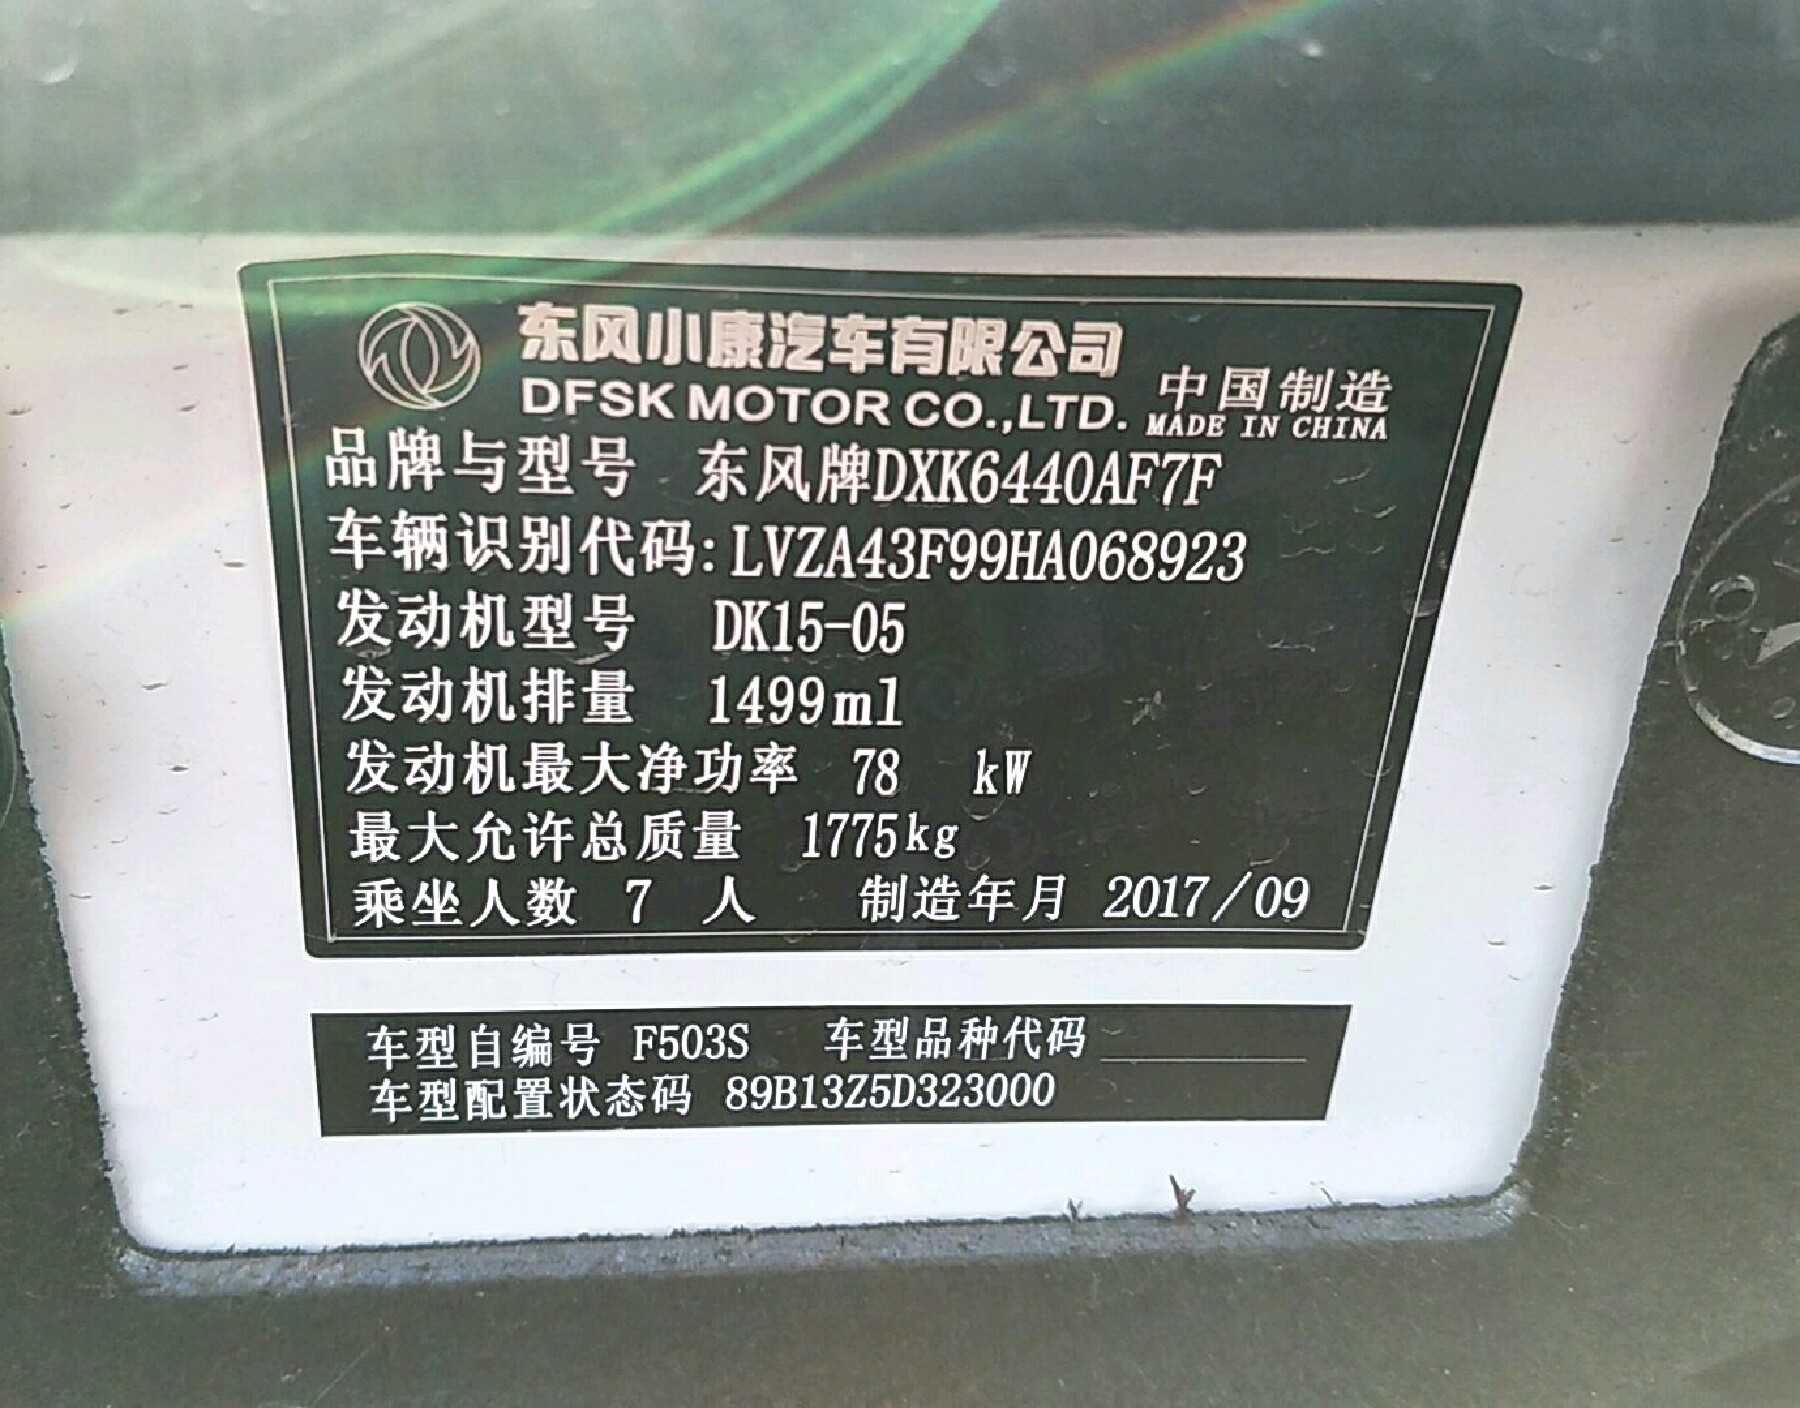 东风小康汽车有限公司
DFSK MOTOR CO.,LTD.
中国制造
MADE IN CHINA
品牌与型号 东风牌DXK6440AF7F
车辆识别代码:LVZA43F99HA068923
发动机型号 DK15-05
发动机排量 1499ml
发动机最大净功率 78 kW
最大允许总质量 1775kg
乘坐人数 7 人 制造年月 2017/09
车型自编号 F503S 车型品种代码
车型配置状态码 89B13Z5D323000